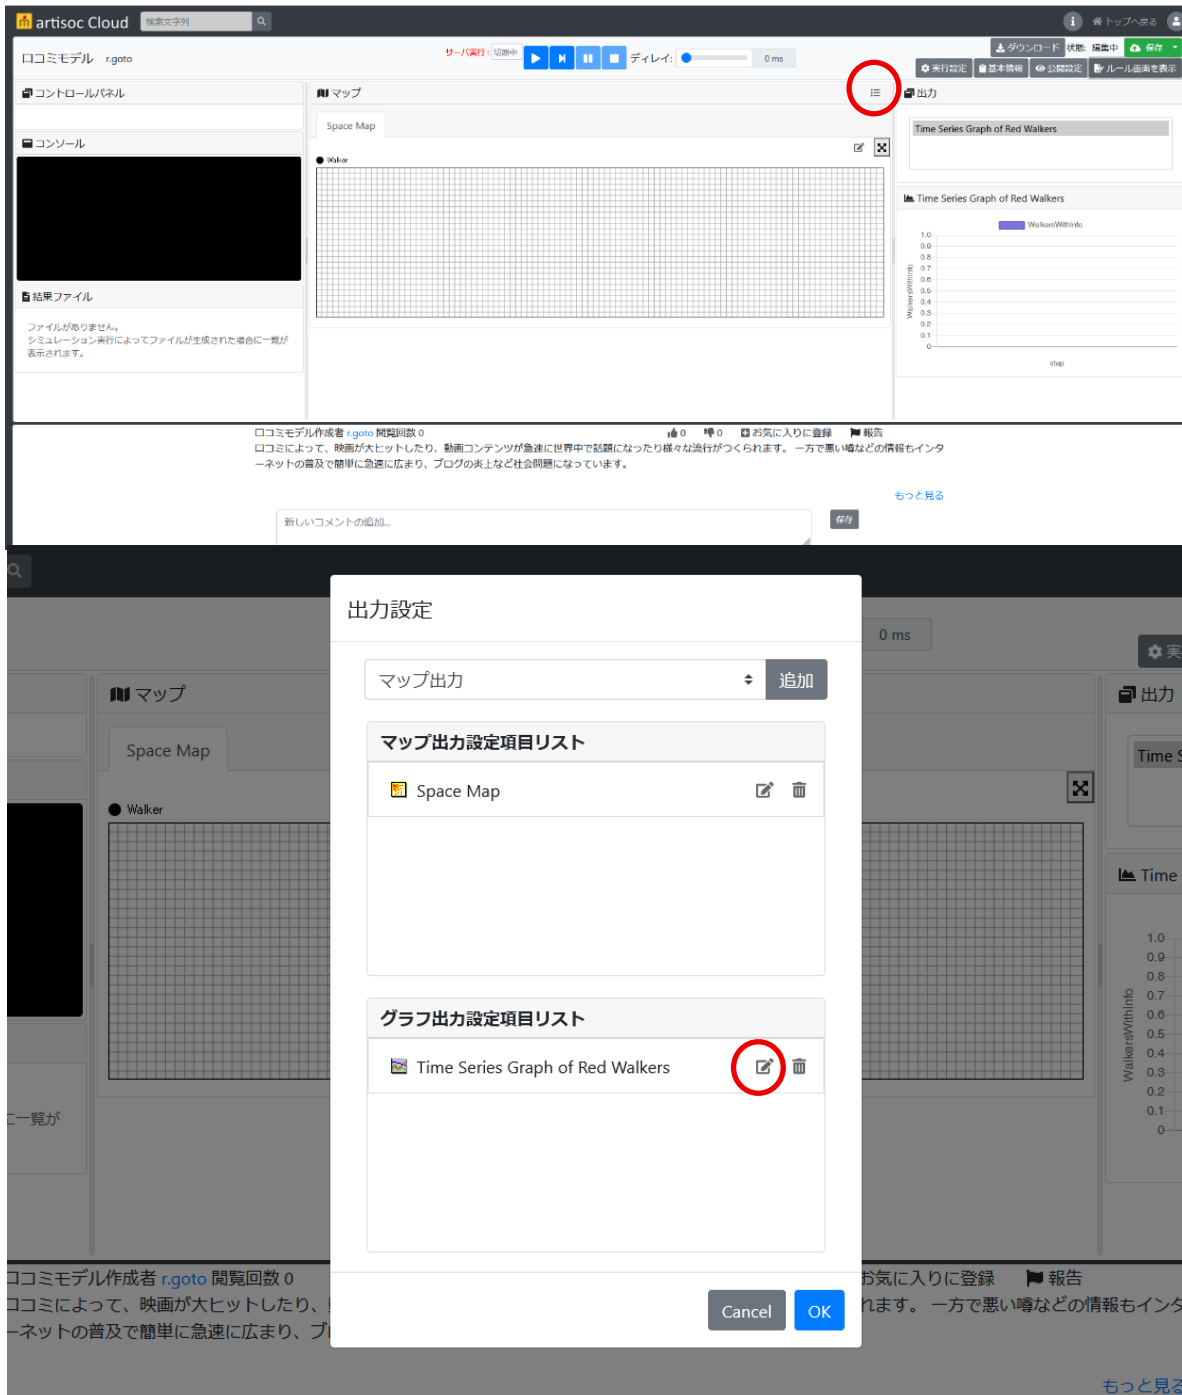 artisoc Cloud 検索文字列 トップへ戻る
口コミモデル r.goto サーバ実行: 切断中 ディレイ: 0 ms ダウンロード 状態: 編集中 保存
実行設定 基本情報 公開設定 ルール画面を表示
コントロールパネル
コンソール
結果ファイル
ファイルがありません。
シミュレーション実行によってファイルが生成された場合に一覧が
表示されます。
マップ
Space Map
Walker
出力
Time Series Graph of Red Walkers
Time Series Graph of Red Walkers
WalkersWithInfo
1.0
0.9
0.8
0.7
0.6
0.5
0.4
0.3
0.2
0.1
0
WalkersWithInfo
step
口コミモデル作成者 r.goto 閲覧回数 0 0 0 お気に入りに登録 報告
口コミによって、映画が大ヒットしたり、動画コンテンツが急速に世界中で話題になったり様々な流行がつくられます。 一方で悪い噂などの情報もインタ
ーネットの普及で簡単に急速に広まり、ブログの炎上など社会問題になっています。
もっと見る
新しいコメントの追加... 保存
0 ms
実
マップ
Space Map
Walker
出力設定
マップ出力 追加
マップ出力設定項目リスト
Space Map
グラフ出力設定項目リスト
Time Series Graph of Red Walkers
Cancel OK
出力
Time S
Time
1.0
0.9
0.8
0.7
0.6
0.5
0.4
0.3
0.2
0.1
0
WalkersWithInfo
に一覧が
口コミモデル作成者 r.goto 閲覧回数 0 お気に入りに登録 報告
口コミによって、映画が大ヒットしたり、 れます。 一方で悪い噂などの情報もインタ
ーネットの普及で簡単に急速に広まり、ブ
もっと見る